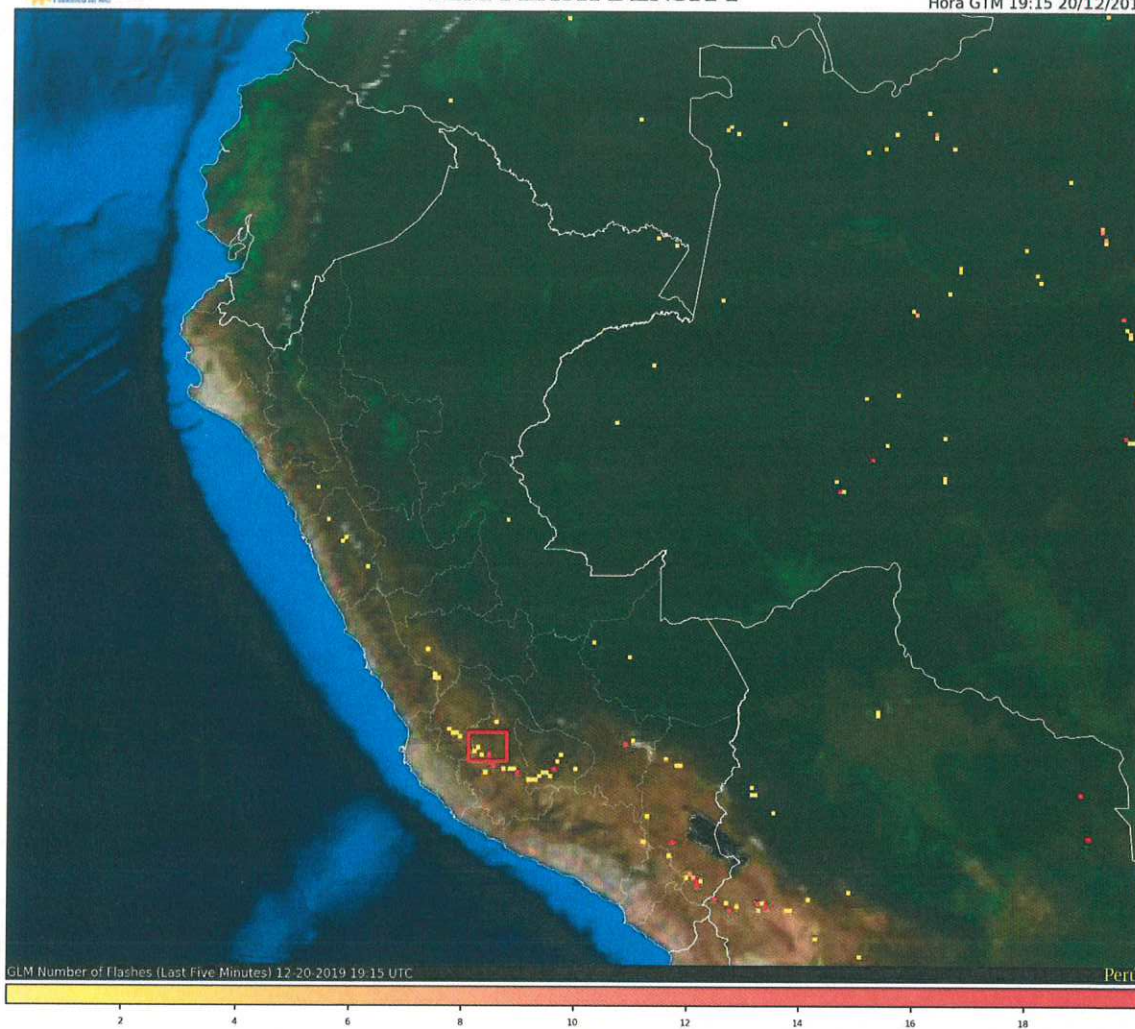 Hora GTM 19:15 20/12/201
GLM Number of Flashes (Last Five Minutes) 12-20-2019 19:15 UTC
Peru
2 4 6 8 10 12 14 16 18